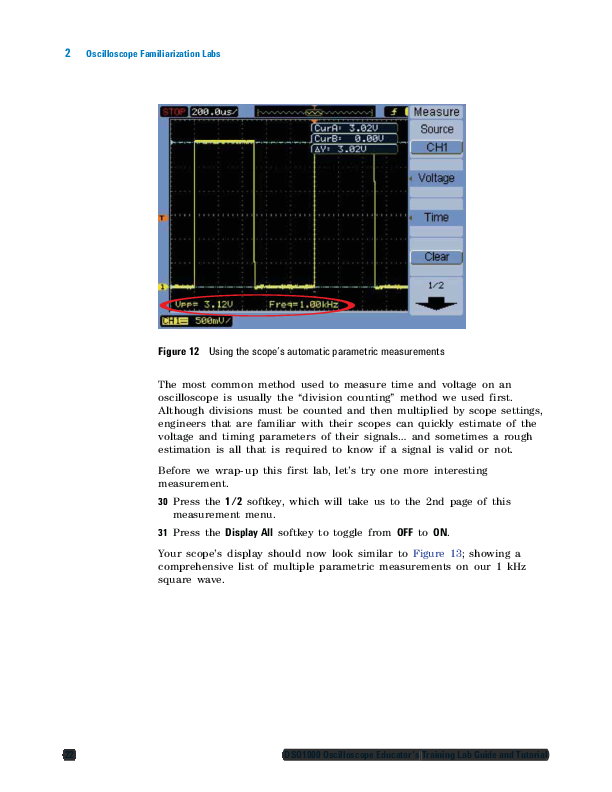 2 Oscilloscope Familiarization Labs
STOP 200.0us/
Measure
CurA: 3.02V
CurB: 0.00V
ΔY: 3.02V
Source
CH1
Voltage
T
Time
Clear
1
1/2
Vpp= 3.12V Freq=1.00kHz
CH1 500mV/
Figure 12 Using the scope's automatic parametric measurements
The most common method used to measure time and voltage on an
oscilloscope is usually the “division counting” method we used first.
Although divisions must be counted and then multiplied by scope settings,
engineers that are familiar with their scopes can quickly estimate of the
voltage and timing parameters of their signals... and sometimes a rough
estimation is all that is required to know if a signal is valid or not.
Before we wrap-up this first lab, let's try one more interesting
measurement.
30 Press the 1/2 softkey, which will take us to the 2nd page of this
measurement menu.
31 Press the Display All softkey to toggle from OFF to ON.
Your scope's display should now look similar to Figure 13; showing a
comprehensive list of multiple parametric measurements on our 1 kHz
square wave.
DSO1000 Oscilloscope Educator's Training Lab Guide and Tutorial